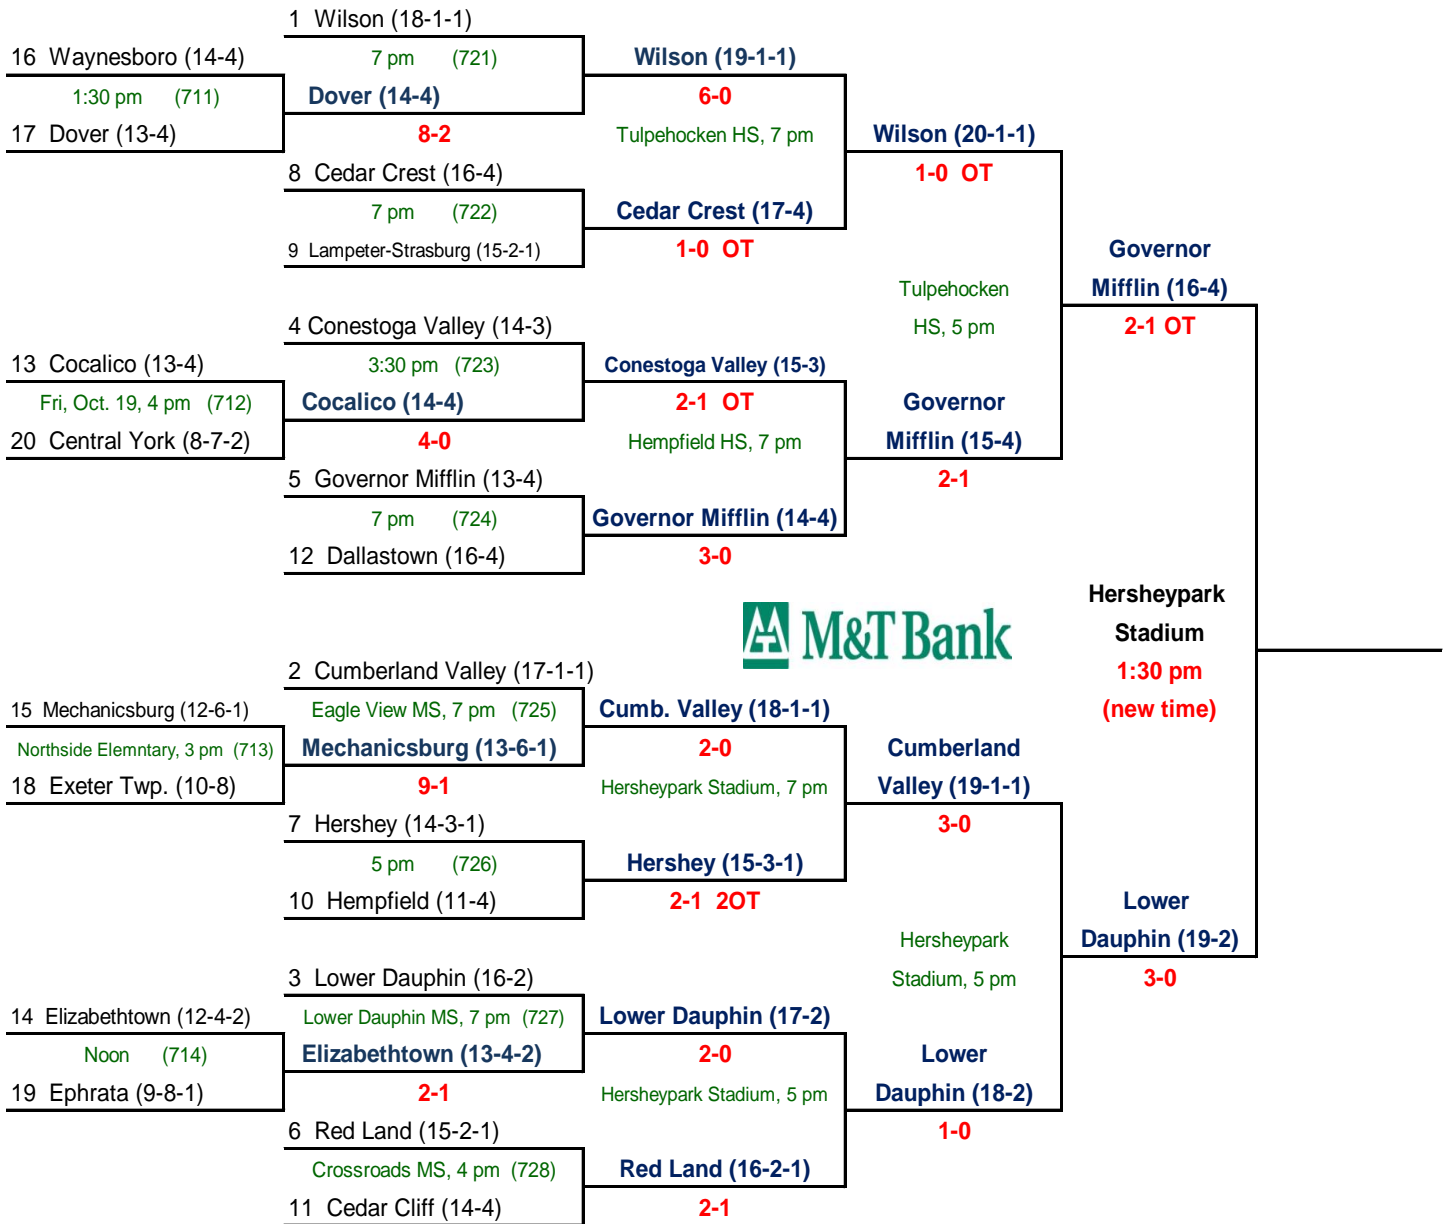 1 Wilson (18-1-1)
16 Waynesboro (14-4)
7 pm (721)
Wilson (19-1-1)
1:30 pm (711)
Dover (14-4)
6-0
17 Dover (13-4)
8-2
Tulpehocken HS, 7 pm
Wilson (20-1-1)
8 Cedar Crest (16-4)
1-0 OT
7 pm (722)
Cedar Crest (17-4)
9 Lampeter-Strasburg (15-2-1)
1-0 OT
Governor
Mifflin (16-4)
Tulpehocken
HS, 5 pm
2-1 OT
4 Conestoga Valley (14-3)
13 Cocalico (13-4)
3:30 pm (723)
Conestoga Valley (15-3)
Fri, Oct. 19, 4 pm (712)
Cocalico (14-4)
2-1 OT
Governor
20 Central York (8-7-2)
4-0
Hempfield HS, 7 pm
Mifflin (15-4)
5 Governor Mifflin (13-4)
2-1
7 pm (724)
Governor Mifflin (14-4)
12 Dallastown (16-4)
3-0
Hersheypark
Stadium
1:30 pm
(new time)
M&T Bank
2 Cumberland Valley (17-1-1)
15 Mechanicsburg (12-6-1)
Eagle View MS, 7 pm (725)
Cumb. Valley (18-1-1)
Northside Elemntary, 3 pm (713)
Mechanicsburg (13-6-1)
2-0
Cumberland
18 Exeter Twp. (10-8)
9-1
Hersheypark Stadium, 7 pm
Valley (19-1-1)
7 Hershey (14-3-1)
3-0
5 pm (726)
Hershey (15-3-1)
10 Hempfield (11-4)
2-1 2OT
Lower
Dauphin (19-2)
Hersheypark
Stadium, 5 pm
3-0
3 Lower Dauphin (16-2)
14 Elizabethtown (12-4-2)
Lower Dauphin MS, 7 pm (727)
Lower Dauphin (17-2)
Noon (714)
Elizabethtown (13-4-2)
2-0
Lower
19 Ephrata (9-8-1)
2-1
Hersheypark Stadium, 5 pm
Dauphin (18-2)
6 Red Land (15-2-1)
1-0
Crossroads MS, 4 pm (728)
Red Land (16-2-1)
11 Cedar Cliff (14-4)
2-1